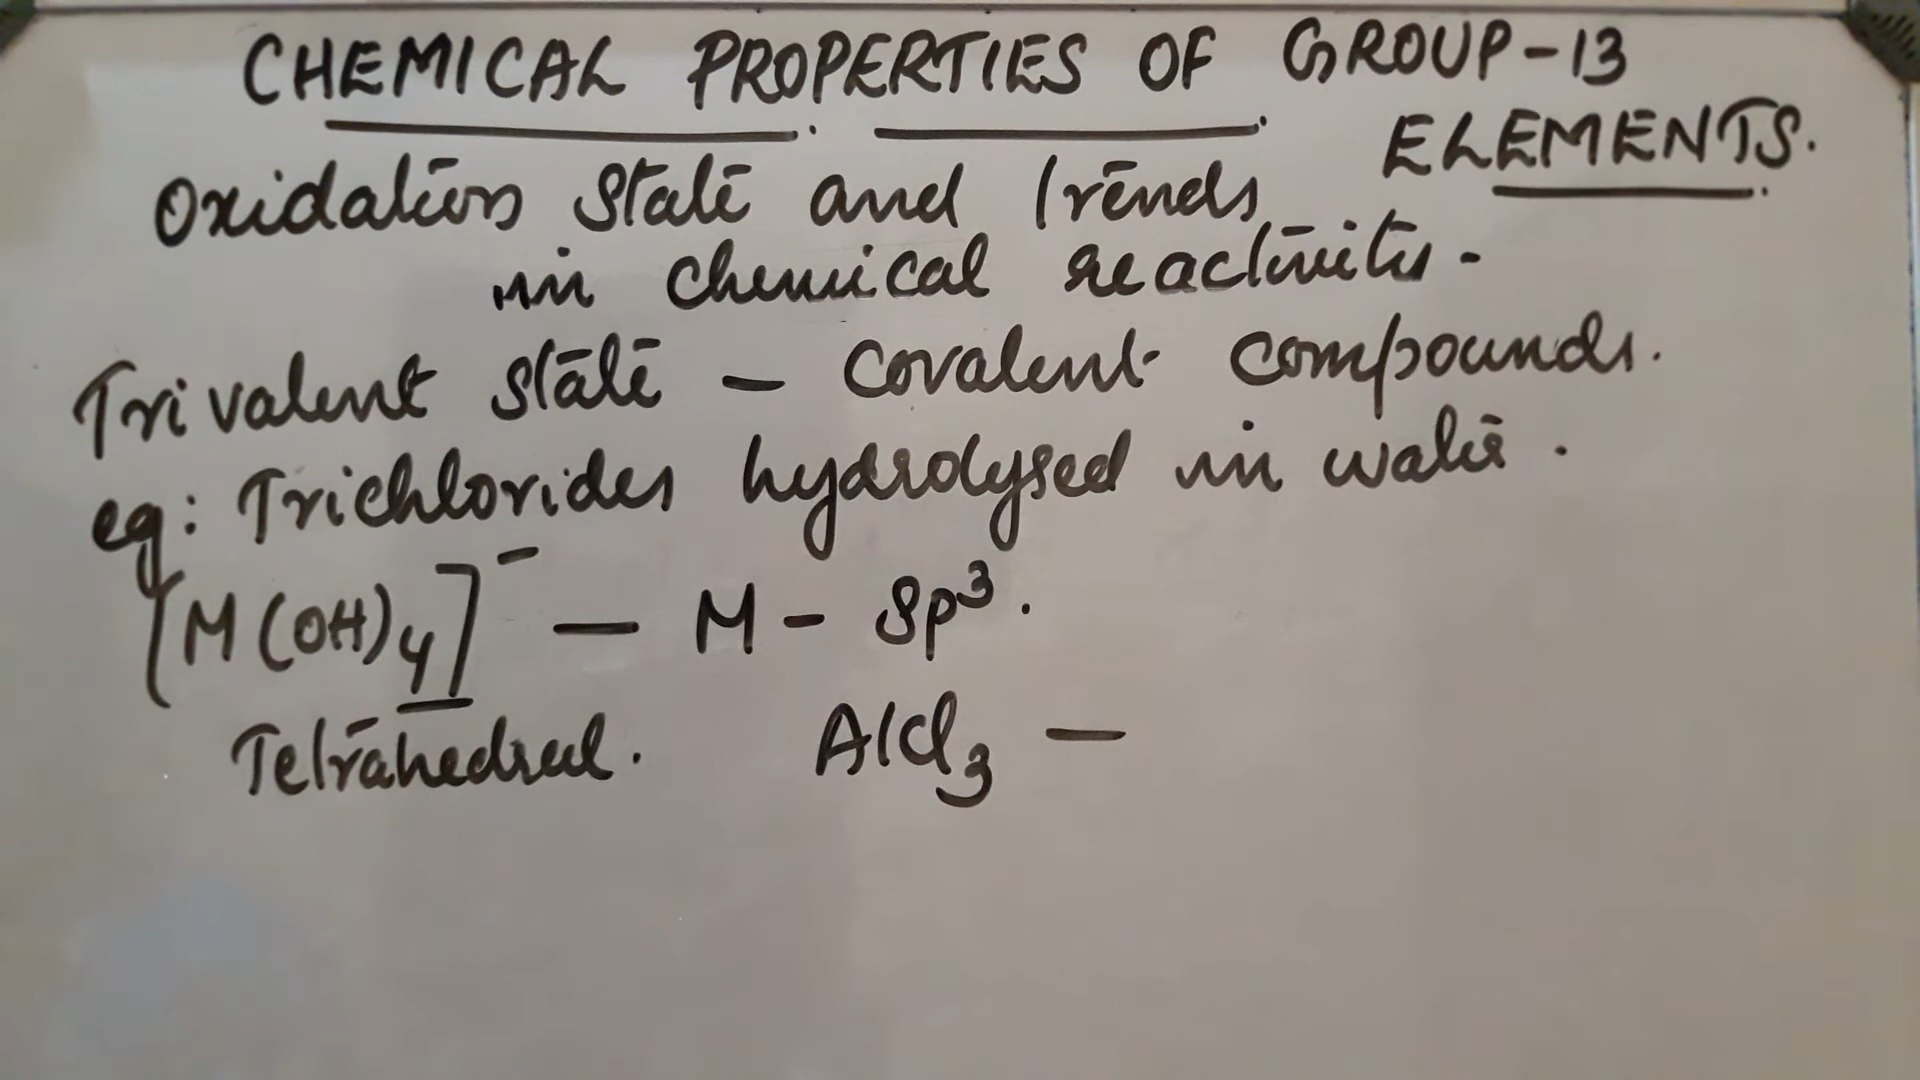 CHEMICAL PROPERTIES OF GROUP-13
ELEMENTS.
Oxidation State and Trends
in chemical reactivity -
Trivalent state - Covalent compounds.
eg: Trichlorides hydrolysed in water.
[M(OH)₄]⁻ - M - Sp³.
Tetrahedral. AlCl₃ -